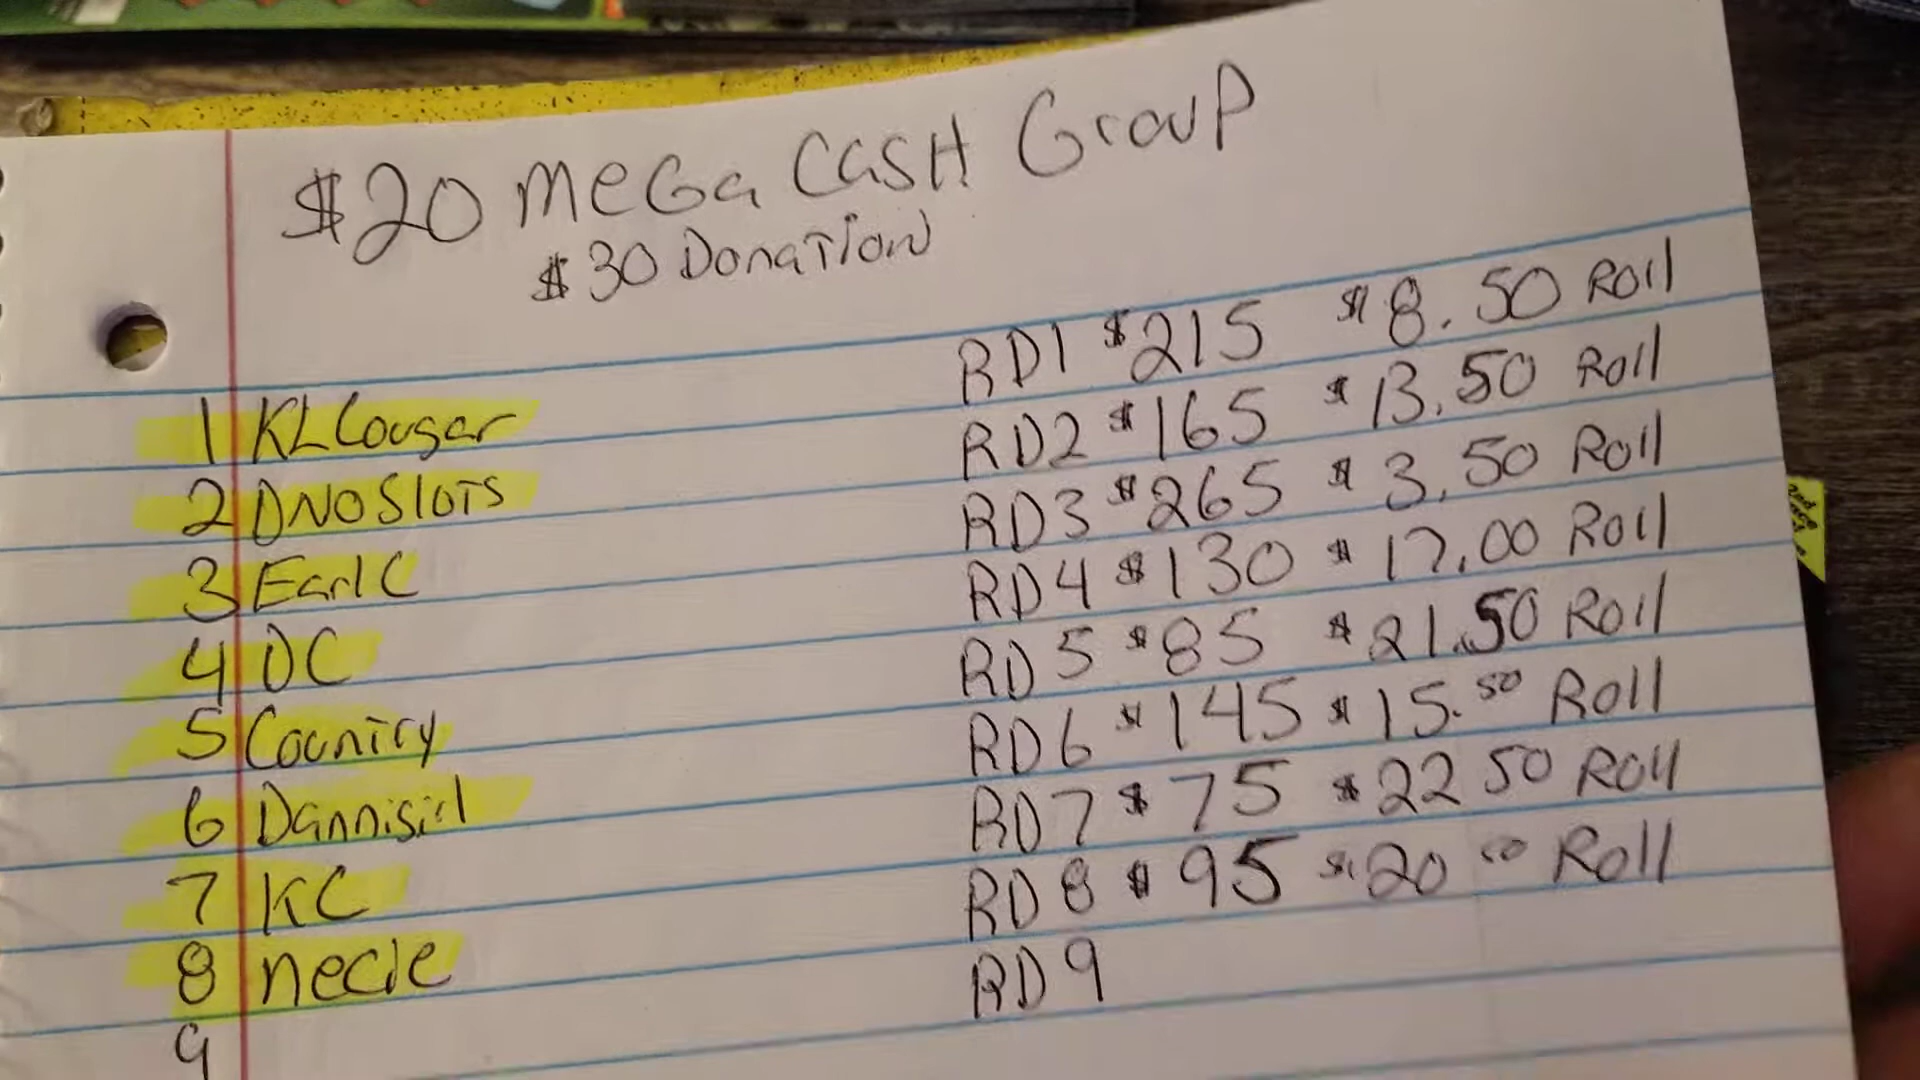 $20 Mega Cash Group
$30 Donation
RD1 $215 $8.50 Roll
1 KLCougar RD2 $165 $13.50 Roll
2 DNOSlots RD3 $265 $3.50 Roll
3 EarlC RD4 $130 $17.00 Roll
4 DC RD5 $85 $21.50 Roll
5 Country RD6 $145 $15.50 Roll
6 RD7 $75 $22 50 Roll
7 KC RD8 $95 $20 00 Roll
8 necie RD9
9